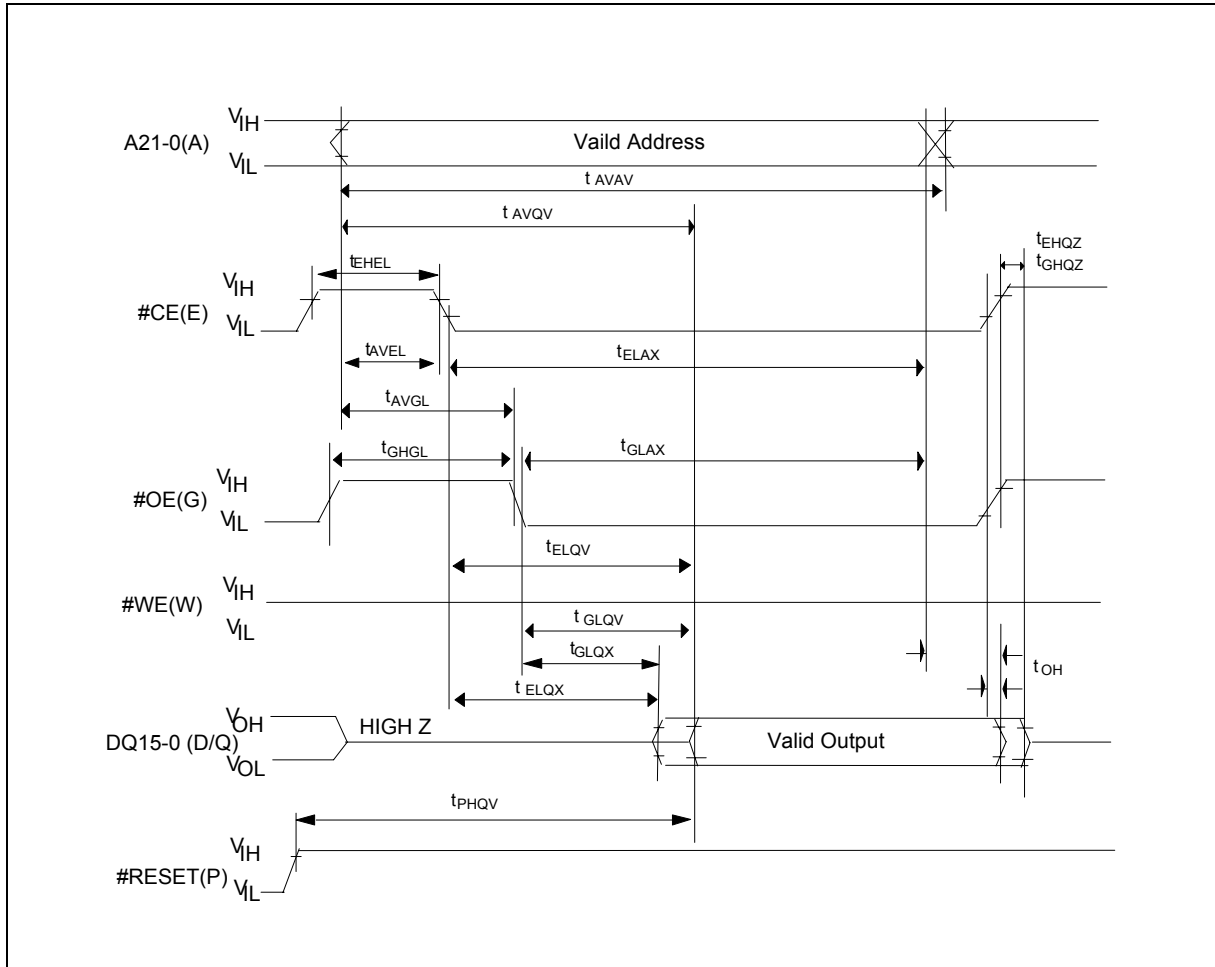 VIH
A21-0(A)
Vaild Address
VIL
t AVAV
t AVQV
tEHQZ
tEHEL
tGHQZ
VIH
#CE(E)
VIL
tAVEL
tELAX
tAVGL
tGHGL
tGLAX
VIH
#OE(G)
VIL
tELQV
VIH
#WE(W)
VIL
t GLQV
tGLQX
t OH
t ELQX
VOH
HIGH Z
DQ15-0 (D/Q)
Valid Output
VOL
tPHQV
VIH
#RESET(P)
VIL